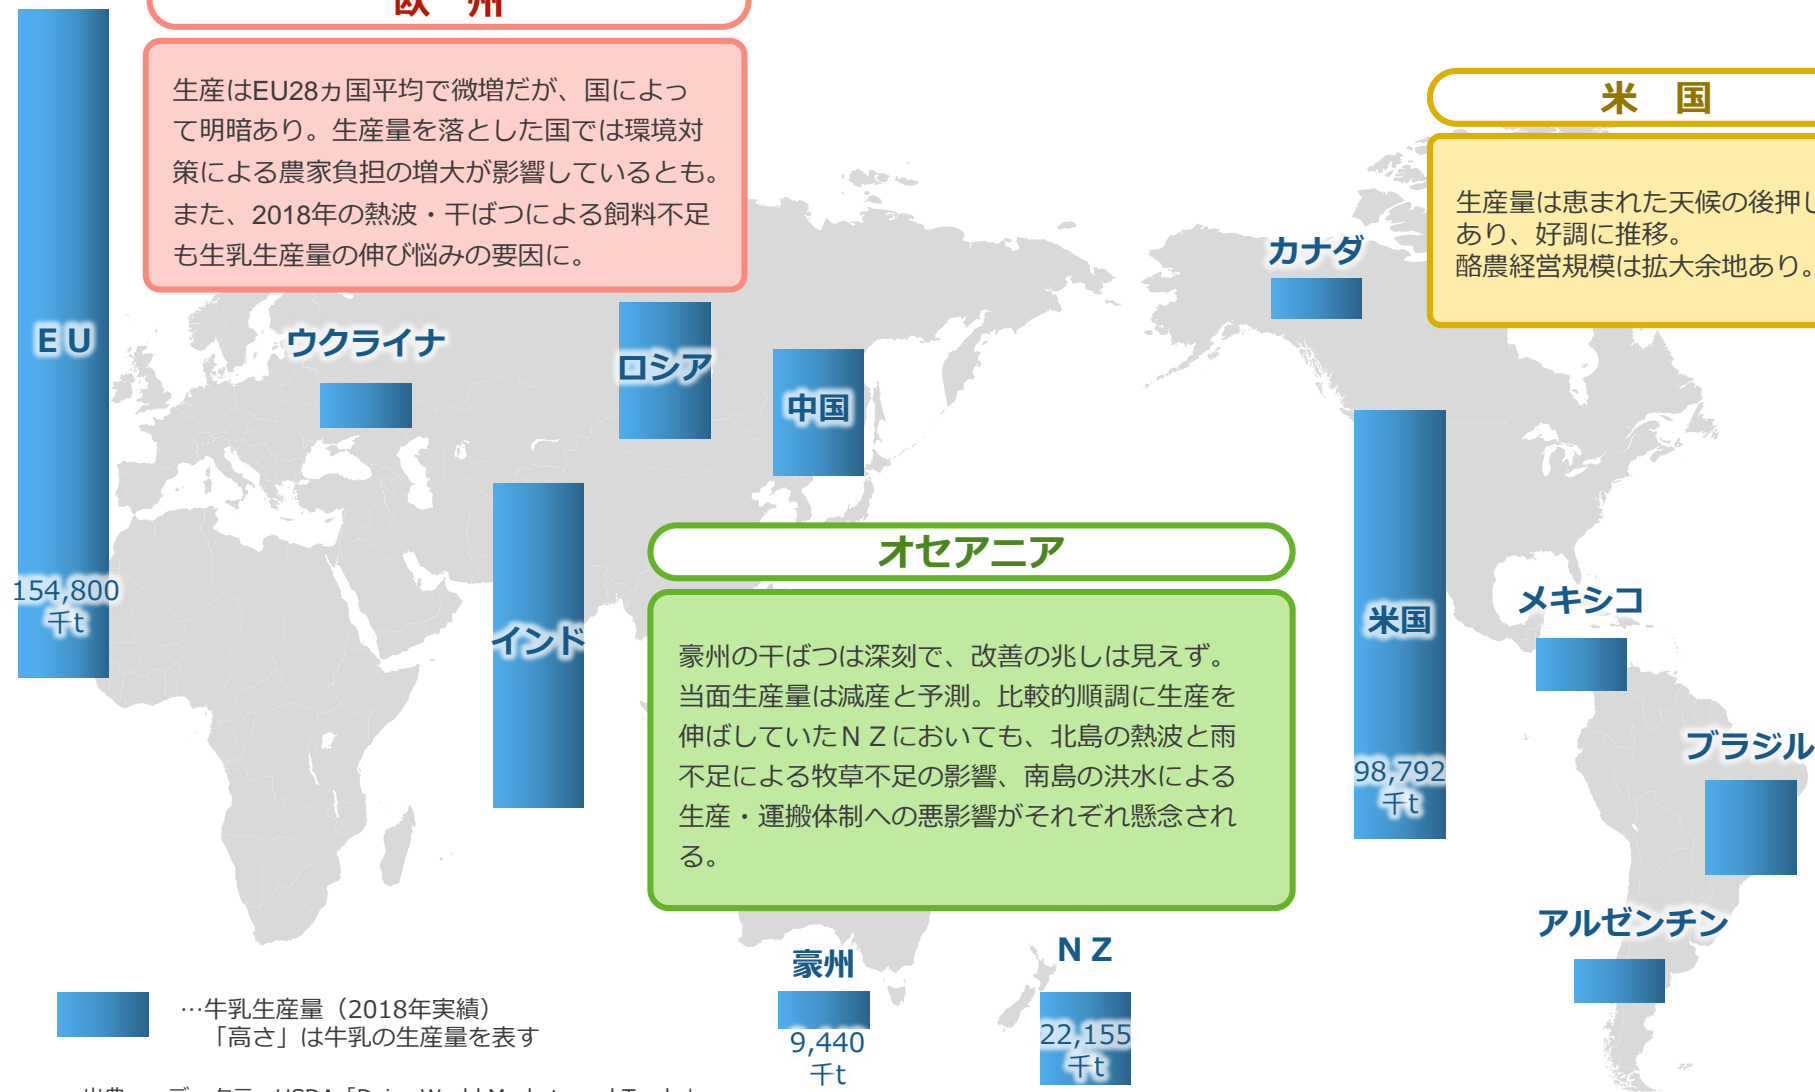 欧 州
生産はEU28ヵ国平均で微増だが、国によっ
て明暗あり。生産量を落とした国では環境対
策による農家負担の増大が影響しているとも。
また、2018年の熱波・干ばつによる飼料不足
も生乳生産量の伸び悩みの要因に。
米 国
生産量は恵まれた天候の後押し
あり、好調に推移。
酪農経営規模は拡大余地あり。
カナダ
EU
ウクライナ
ロシア
中国
オセアニア
豪州の干ばつは深刻で、改善の兆しは見えず。
当面生産量は減産と予測。比較的順調に生産を
伸ばしていたNZにおいても、北島の熱波と雨
不足による牧草不足の影響、南島の洪水による
生産・運搬体制への悪影響がそれぞれ懸念され
る。
154,800
千t
インド
米国
98,792
千t
メキシコ
ブラジル
アルゼンチン
豪州
9,440
千t
NZ
22,155
千t
…牛乳生産量（2018年実績）
「高さ」は牛乳の生産量を表す